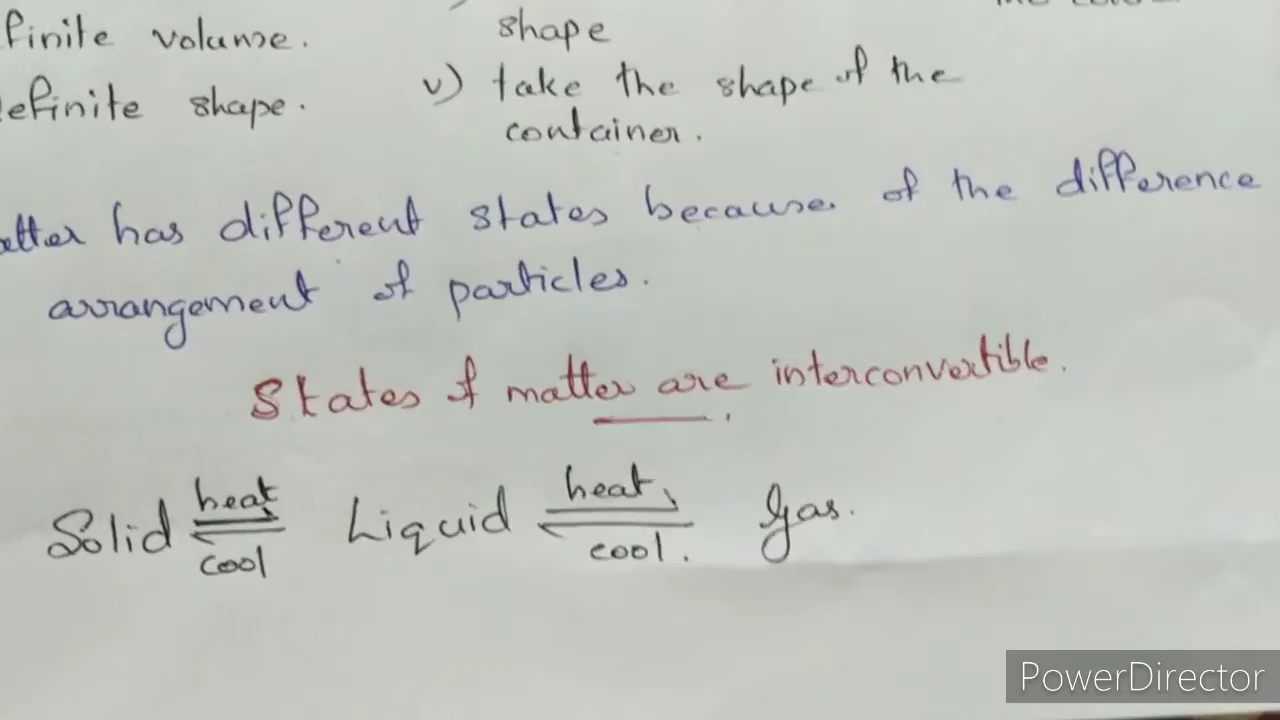 finite volume.
shape
efinite shape.
v) take the shape of the
container.
atter has different states because of the difference
arrangement of particles.
States of matter are interconvertible.
Solid heat cool Liquid heat cool. gas.
PowerDirector